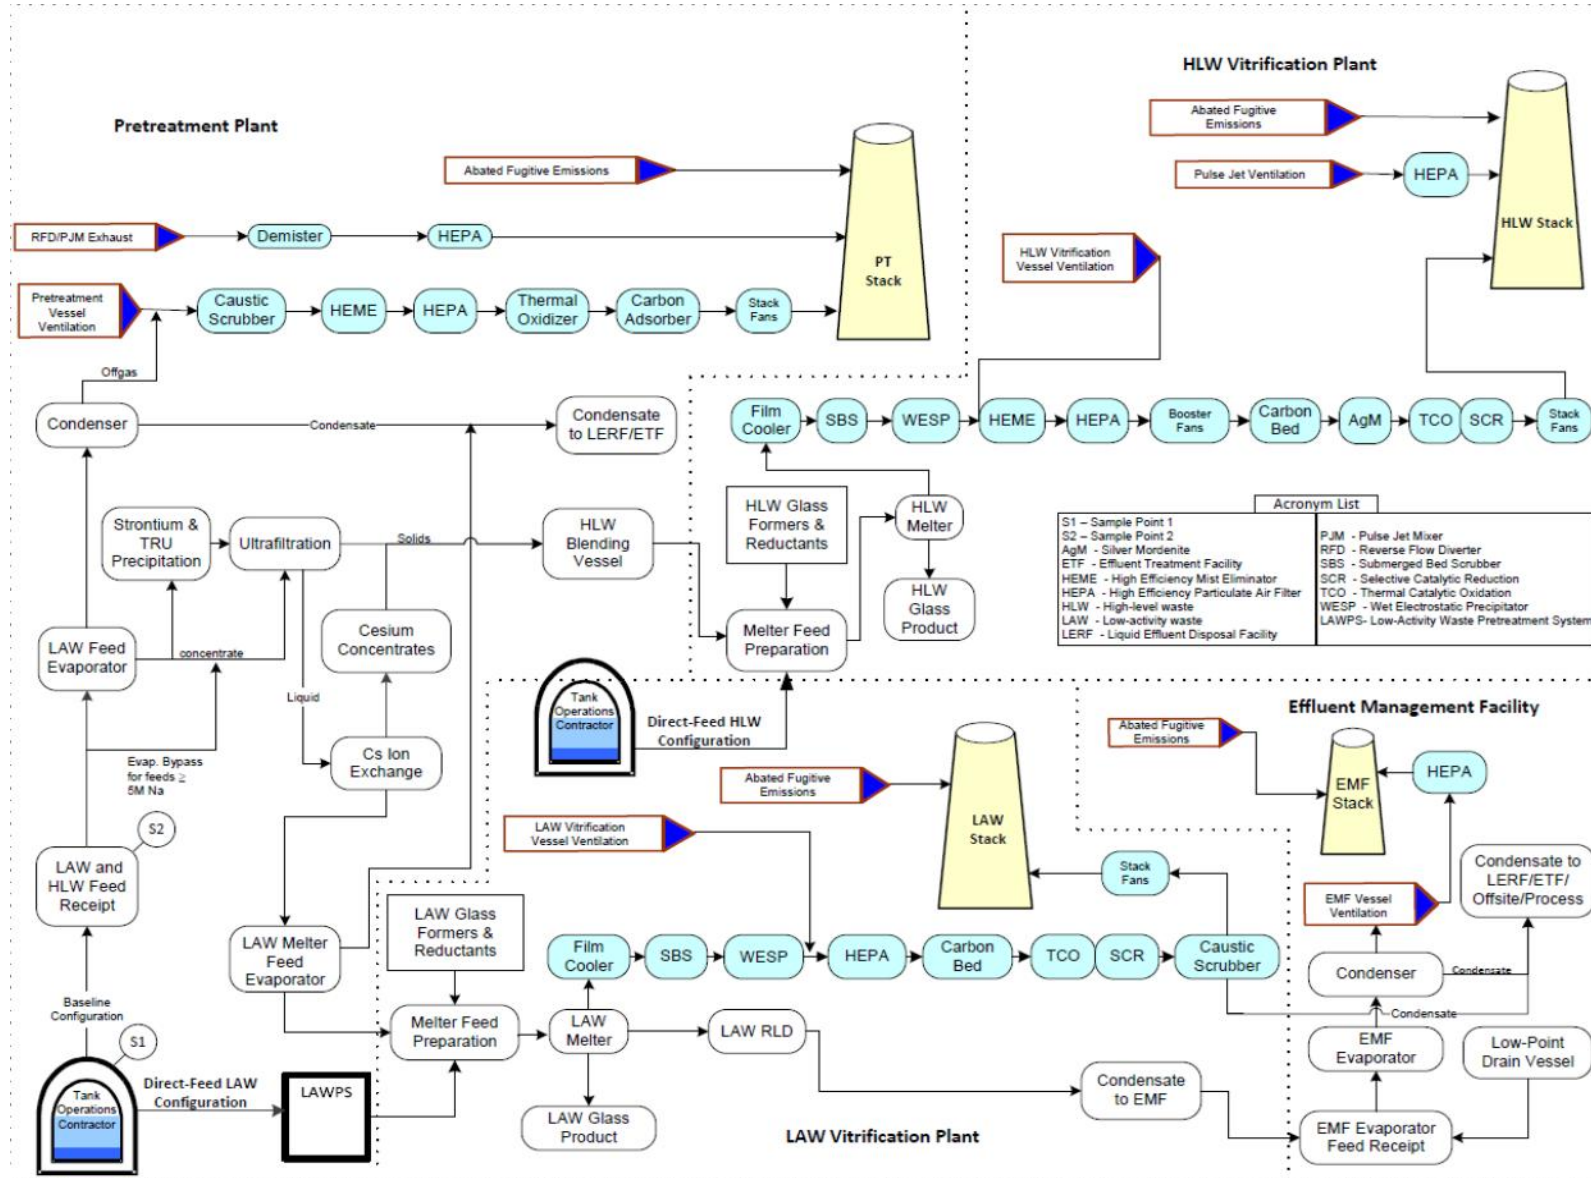 HLW Vitrification Plant
Abated Fugitive
Emissions
Pulse Jet Ventilation
HEPA
HLW Stack
HLW Vitrification
Vessel Ventilation
Pretreatment Plant
Abated Fugitive Emissions
RFD/PJM Exhaust
Demister
HEPA
PT
Stack
Pretreatment
Vessel
Ventilation
Caustic
Scrubber
HEME
HEPA
Thermal
Oxidizer
Carbon
Adsorber
Stack
Fans
Offgas
Condenser
Condensate
Condensate
to LERF/ETF
Film
Cooler
SBS
WESP
HEME
HEPA
Booster
Fans
Carbon
Bed
AgM
TCO
SCR
Stack
Fans
Strontium &
TRU
Precipitation
Ultrafiltration
Solids
HLW
Blending
Vessel
HLW Glass
Formers &
Reductants
HLW
Melter
HLW
Glass
Product
Melter Feed
Preparation
Acronym List
S1 – Sample Point 1
S2 – Sample Point 2
AgM - Silver Mordenite
ETF - Effluent Treatment Facility
HEME - High Efficiency Mist Eliminator
HEPA - High Efficiency Particulate Air Filter
HLW - High-level waste
LAW - Low-activity waste
LERF - Liquid Effluent Disposal Facility
PJM - Pulse Jet Mixer
RFD - Reverse Flow Diverter
SBS - Submerged Bed Scrubber
SCR - Selective Catalytic Reduction
TCO - Thermal Catalytic Oxidation
WESP - Wet Electrostatic Precipitator
LAWPS- Low-Activity Waste Pretreatment System
LAW Feed
Evaporator
concentrate
Cesium
Concentrates
Liquid
Evap. Bypass
for feeds ≥
5M Na
Cs Ion
Exchange
S2
LAW and
HLW Feed
Receipt
LAW Melter
Feed
Evaporator
Baseline
Configuration
S1
Tank
Operations
Contractor
Direct-Feed LAW
Configuration
LAWPS
Tank
Operations
Contractor
Direct-Feed HLW
Configuration
Abated Fugitive
Emissions
LAW Vitrification
Vessel Ventilation
LAW
Stack
Stack
Fans
LAW Glass
Formers &
Reductants
Film
Cooler
SBS
WESP
HEPA
Carbon
Bed
TCO
SCR
Caustic
Scrubber
Melter Feed
Preparation
LAW
Melter
LAW RLD
LAW Glass
Product
Condensate
to EMF
LAW Vitrification Plant
Effluent Management Facility
Abated Fugitive
Emissions
EMF
Stack
HEPA
EMF Vessel
Ventilation
Condensate to
LERF/ETF/
Offsite/Process
Condenser
Condensate
Condensate
EMF
Evaporator
Low-Point
Drain Vessel
EMF Evaporator
Feed Receipt